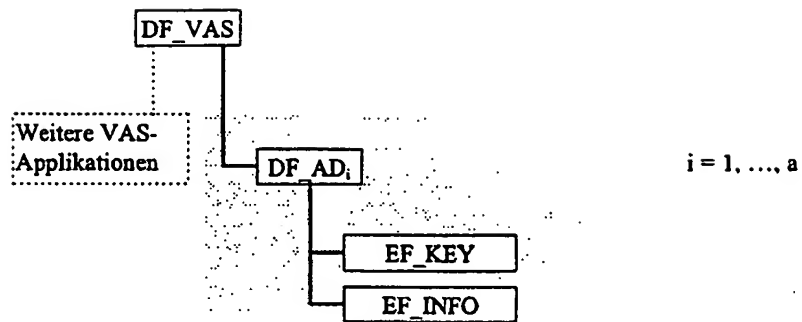 DF_VAS
Weitere VAS-
Applikationen
DF_ADi
i = 1, ..., a
EF_KEY
EF_INFO